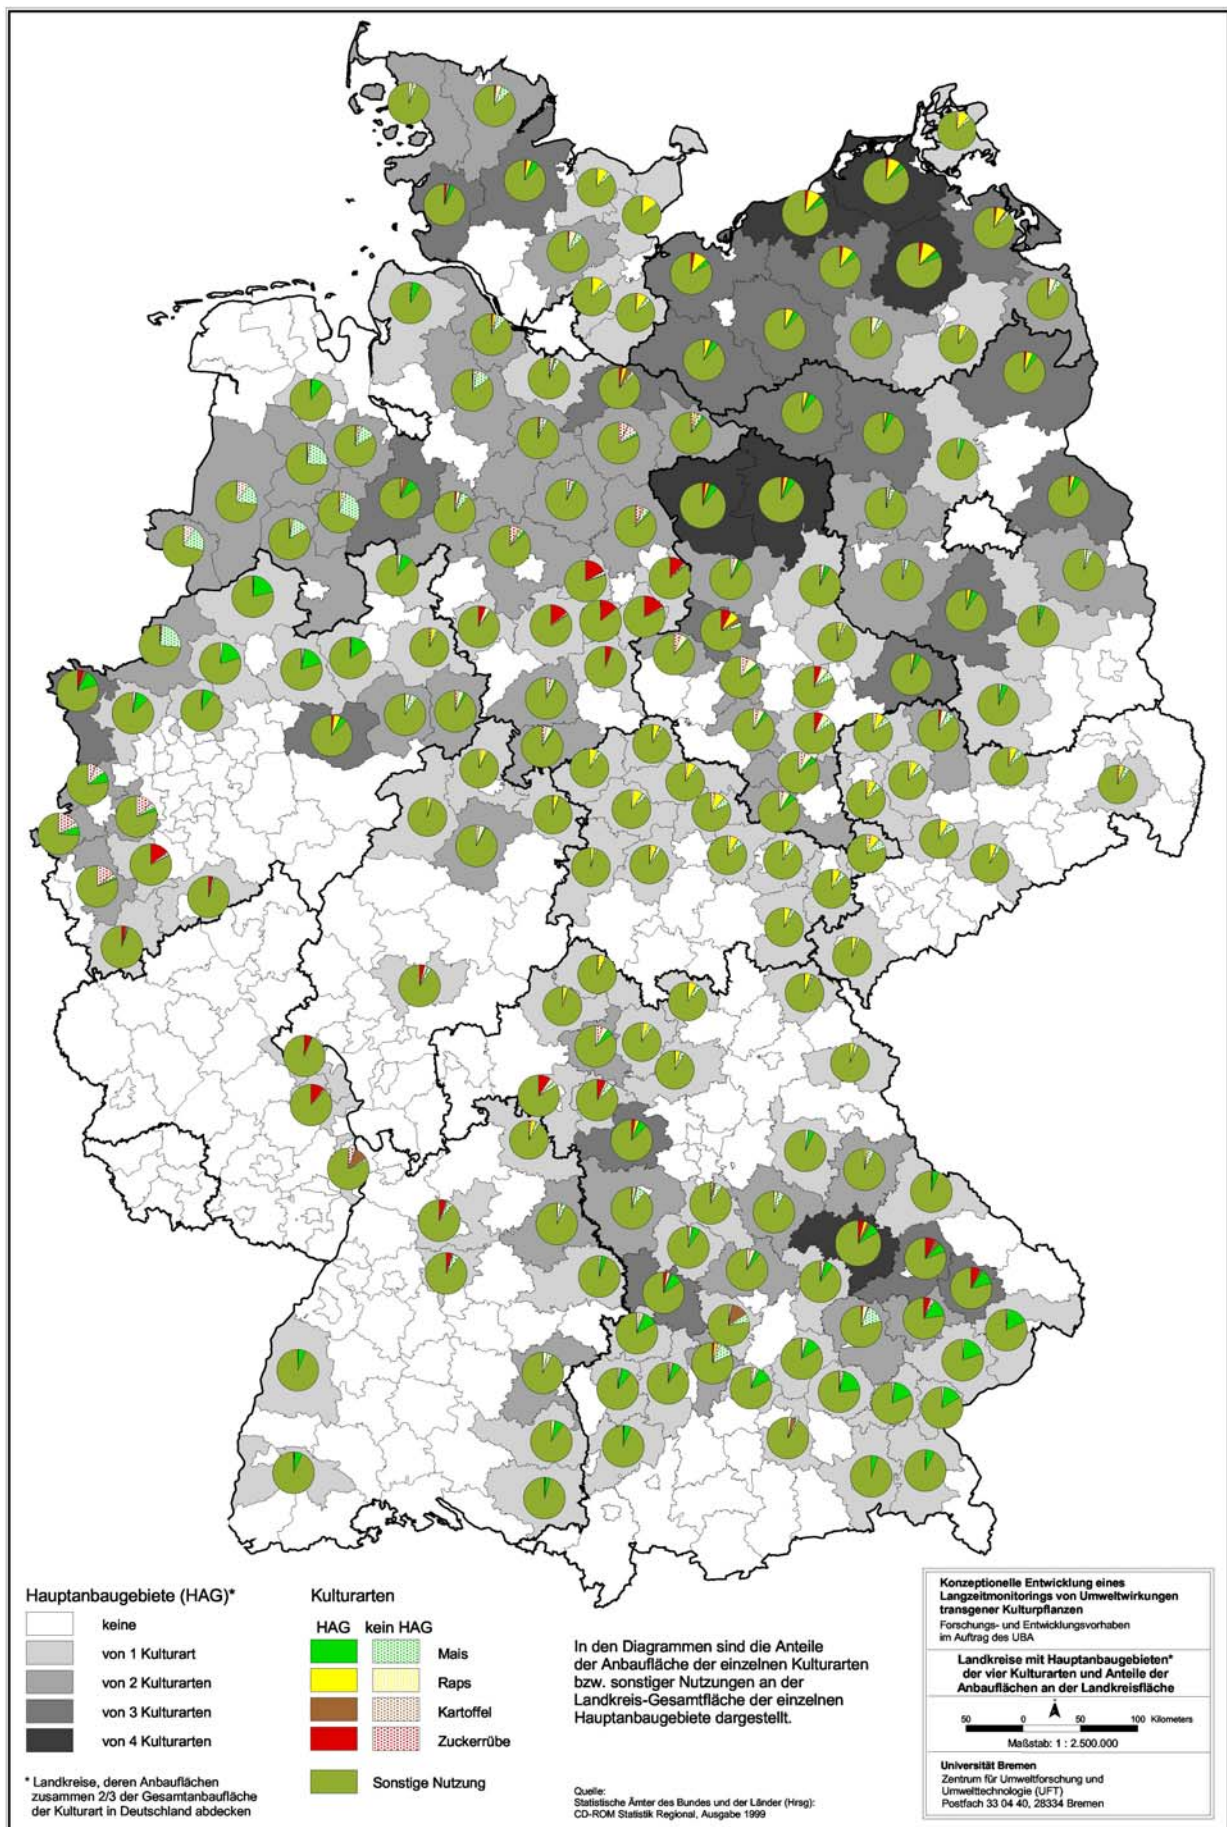 Hauptanbaugebiete (HAG)*
keine
von 1 Kulturart
von 2 Kulturarten
von 3 Kulturarten
von 4 Kulturarten
* Landkreise, deren Anbauflächen
zusammen 2/3 der Gesamtanbaufläche
der Kulturart in Deutschland abdecken
Kulturarten
HAG kein HAG
Mais
Raps
Kartoffel
Zuckerrübe
Sonstige Nutzung
In den Diagrammen sind die Anteile
der Anbaufläche der einzelnen Kulturarten
bzw. sonstiger Nutzungen an der
Landkreis-Gesamtfläche der einzelnen
Hauptanbaugebiete dargestellt.
Quelle:
Statistische Ämter des Bundes und der Länder (Hrsg):
CD-ROM Statistik Regional, Ausgabe 1999
Konzeptionelle Entwicklung eines
Langzeitmonitorings von Umweltwirkungen
transgener Kulturpflanzen
Forschungs- und Entwicklungsvorhaben
im Auftrag des UBA
Landkreise mit Hauptanbaugebieten*
der vier Kulturarten und Anteile der
Anbauflächen an der Landkreisfläche
50 0 50 100 Kilometers
Maßstab: 1 : 2.500.000
Universität Bremen
Zentrum für Umweltforschung und
Umwelttechnologie (UFT)
Postfach 33 04 40, 28334 Bremen